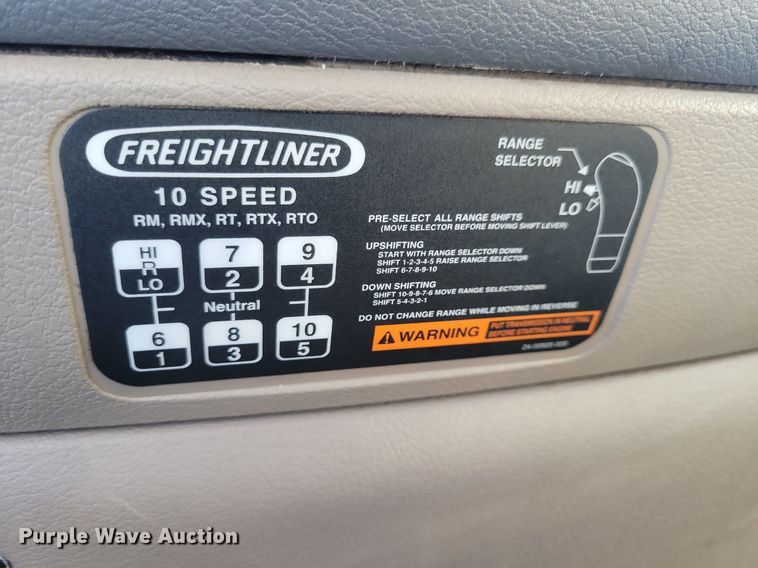 FREIGHTLINER
10 SPEED
RM, RMX, RT, RTX, RTO
HI
R
LO
7
2
9
4
Neutral
6
1
8
3
10
5
RANGE
SELECTOR
HI
LO
PRE-SELECT ALL RANGE SHIFTS
(MOVE SELECTOR BEFORE MOVING SHIFT LEVER)
UPSHIFTING
START WITH RANGE SELECTOR DOWN
SHIFT 1-2-3-4-5 RAISE RANGE SELECTOR
SHIFT 6-7-8-9-10
DOWN SHIFTING
SHIFT 10-9-8-7-6 MOVE RANGE SELECTOR DOWN
SHIFT 5-4-3-2-1
DO NOT CHANGE RANGE WHILE MOVING IN REVERSE
WARNING
PUT TRANSMISSION IN NEUTRAL
BEFORE STARTING ENGINE
Purple Wave Auction